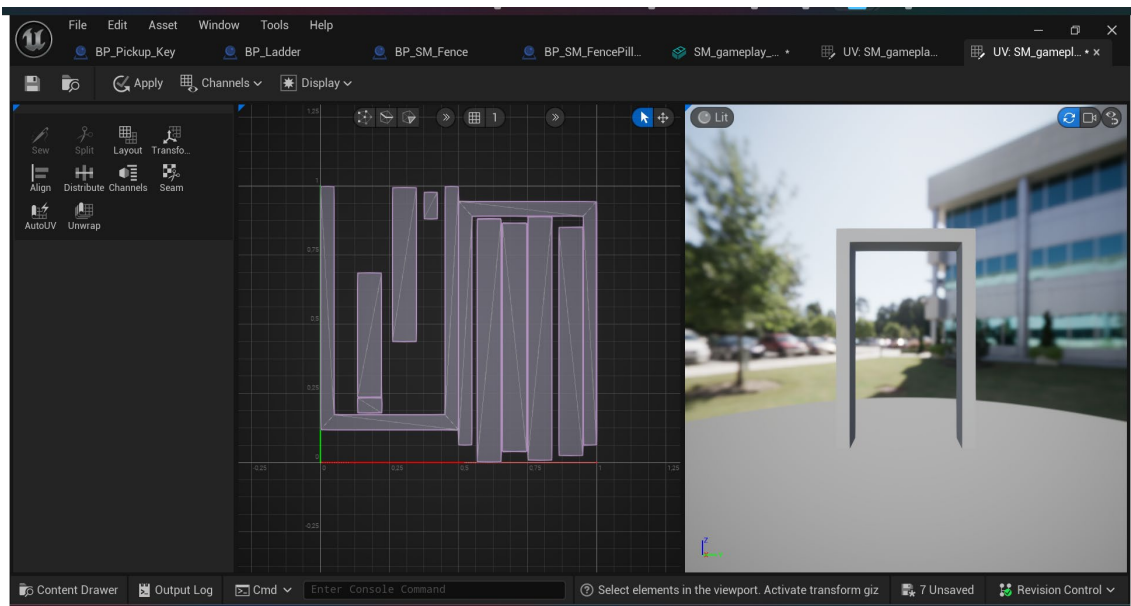 File Edit Asset Window Tools Help
BP_Pickup_Key BP_Ladder BP_SM_Fence BP_SM_FencePill... SM_gameplay_... * UV: SM_gamepla... UV: SM_gamepl... *
Apply Channels Display
1 Lit
Sew Split Layout Transfo...
Align Distribute Channels Seam
AutoUV Unwrap
1.25
1
0.75
0.5
0.25
0
-0.25 0 0.25 0.5 0.75 1 1.25
-0.25
Z
Content Drawer Output Log Cmd Enter Console Command Select elements in the viewport. Activate transform giz 7 Unsaved Revision Control